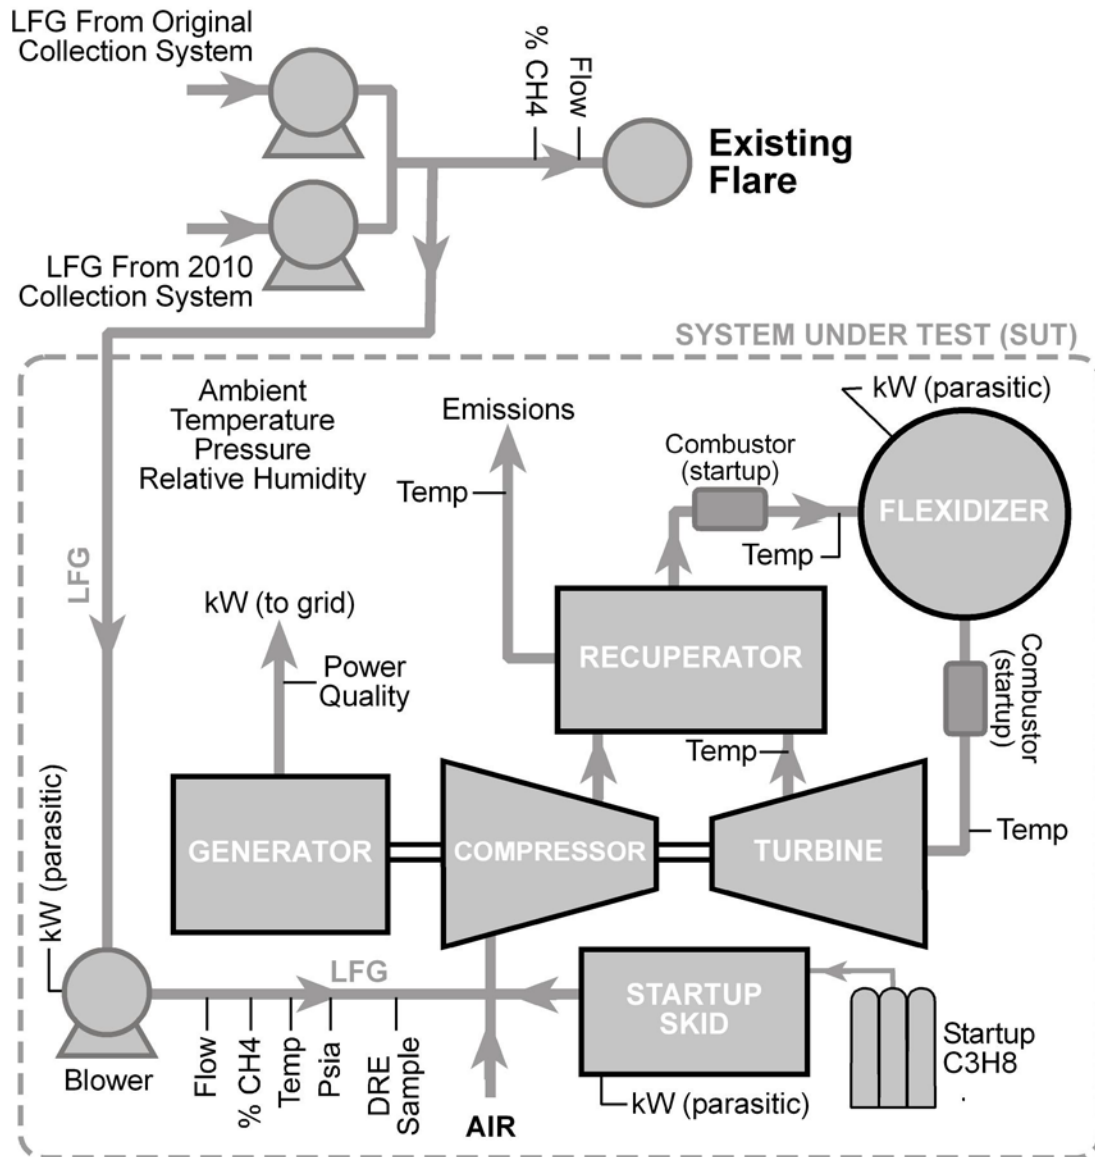 LFG From Original
Collection System
% CH4
Flow
Existing
Flare
LFG From 2010
Collection System
SYSTEM UNDER TEST (SUT)
Ambient
Temperature
Pressure
Relative Humidity
Emissions
Temp
Combustor
(startup)
kW (parasitic)
FLEXIDIZER
Temp
LFG
kW (to grid)
Power
Quality
RECUPERATOR
Combustor
(startup)
Temp
GENERATOR
COMPRESSOR
TURBINE
Temp
kW (parasitic)
LFG
STARTUP
SKID
Blower
Flow
% CH4
Temp
Psia
DRE
Sample
AIR
kW (parasitic)
Startup
C3H8
.